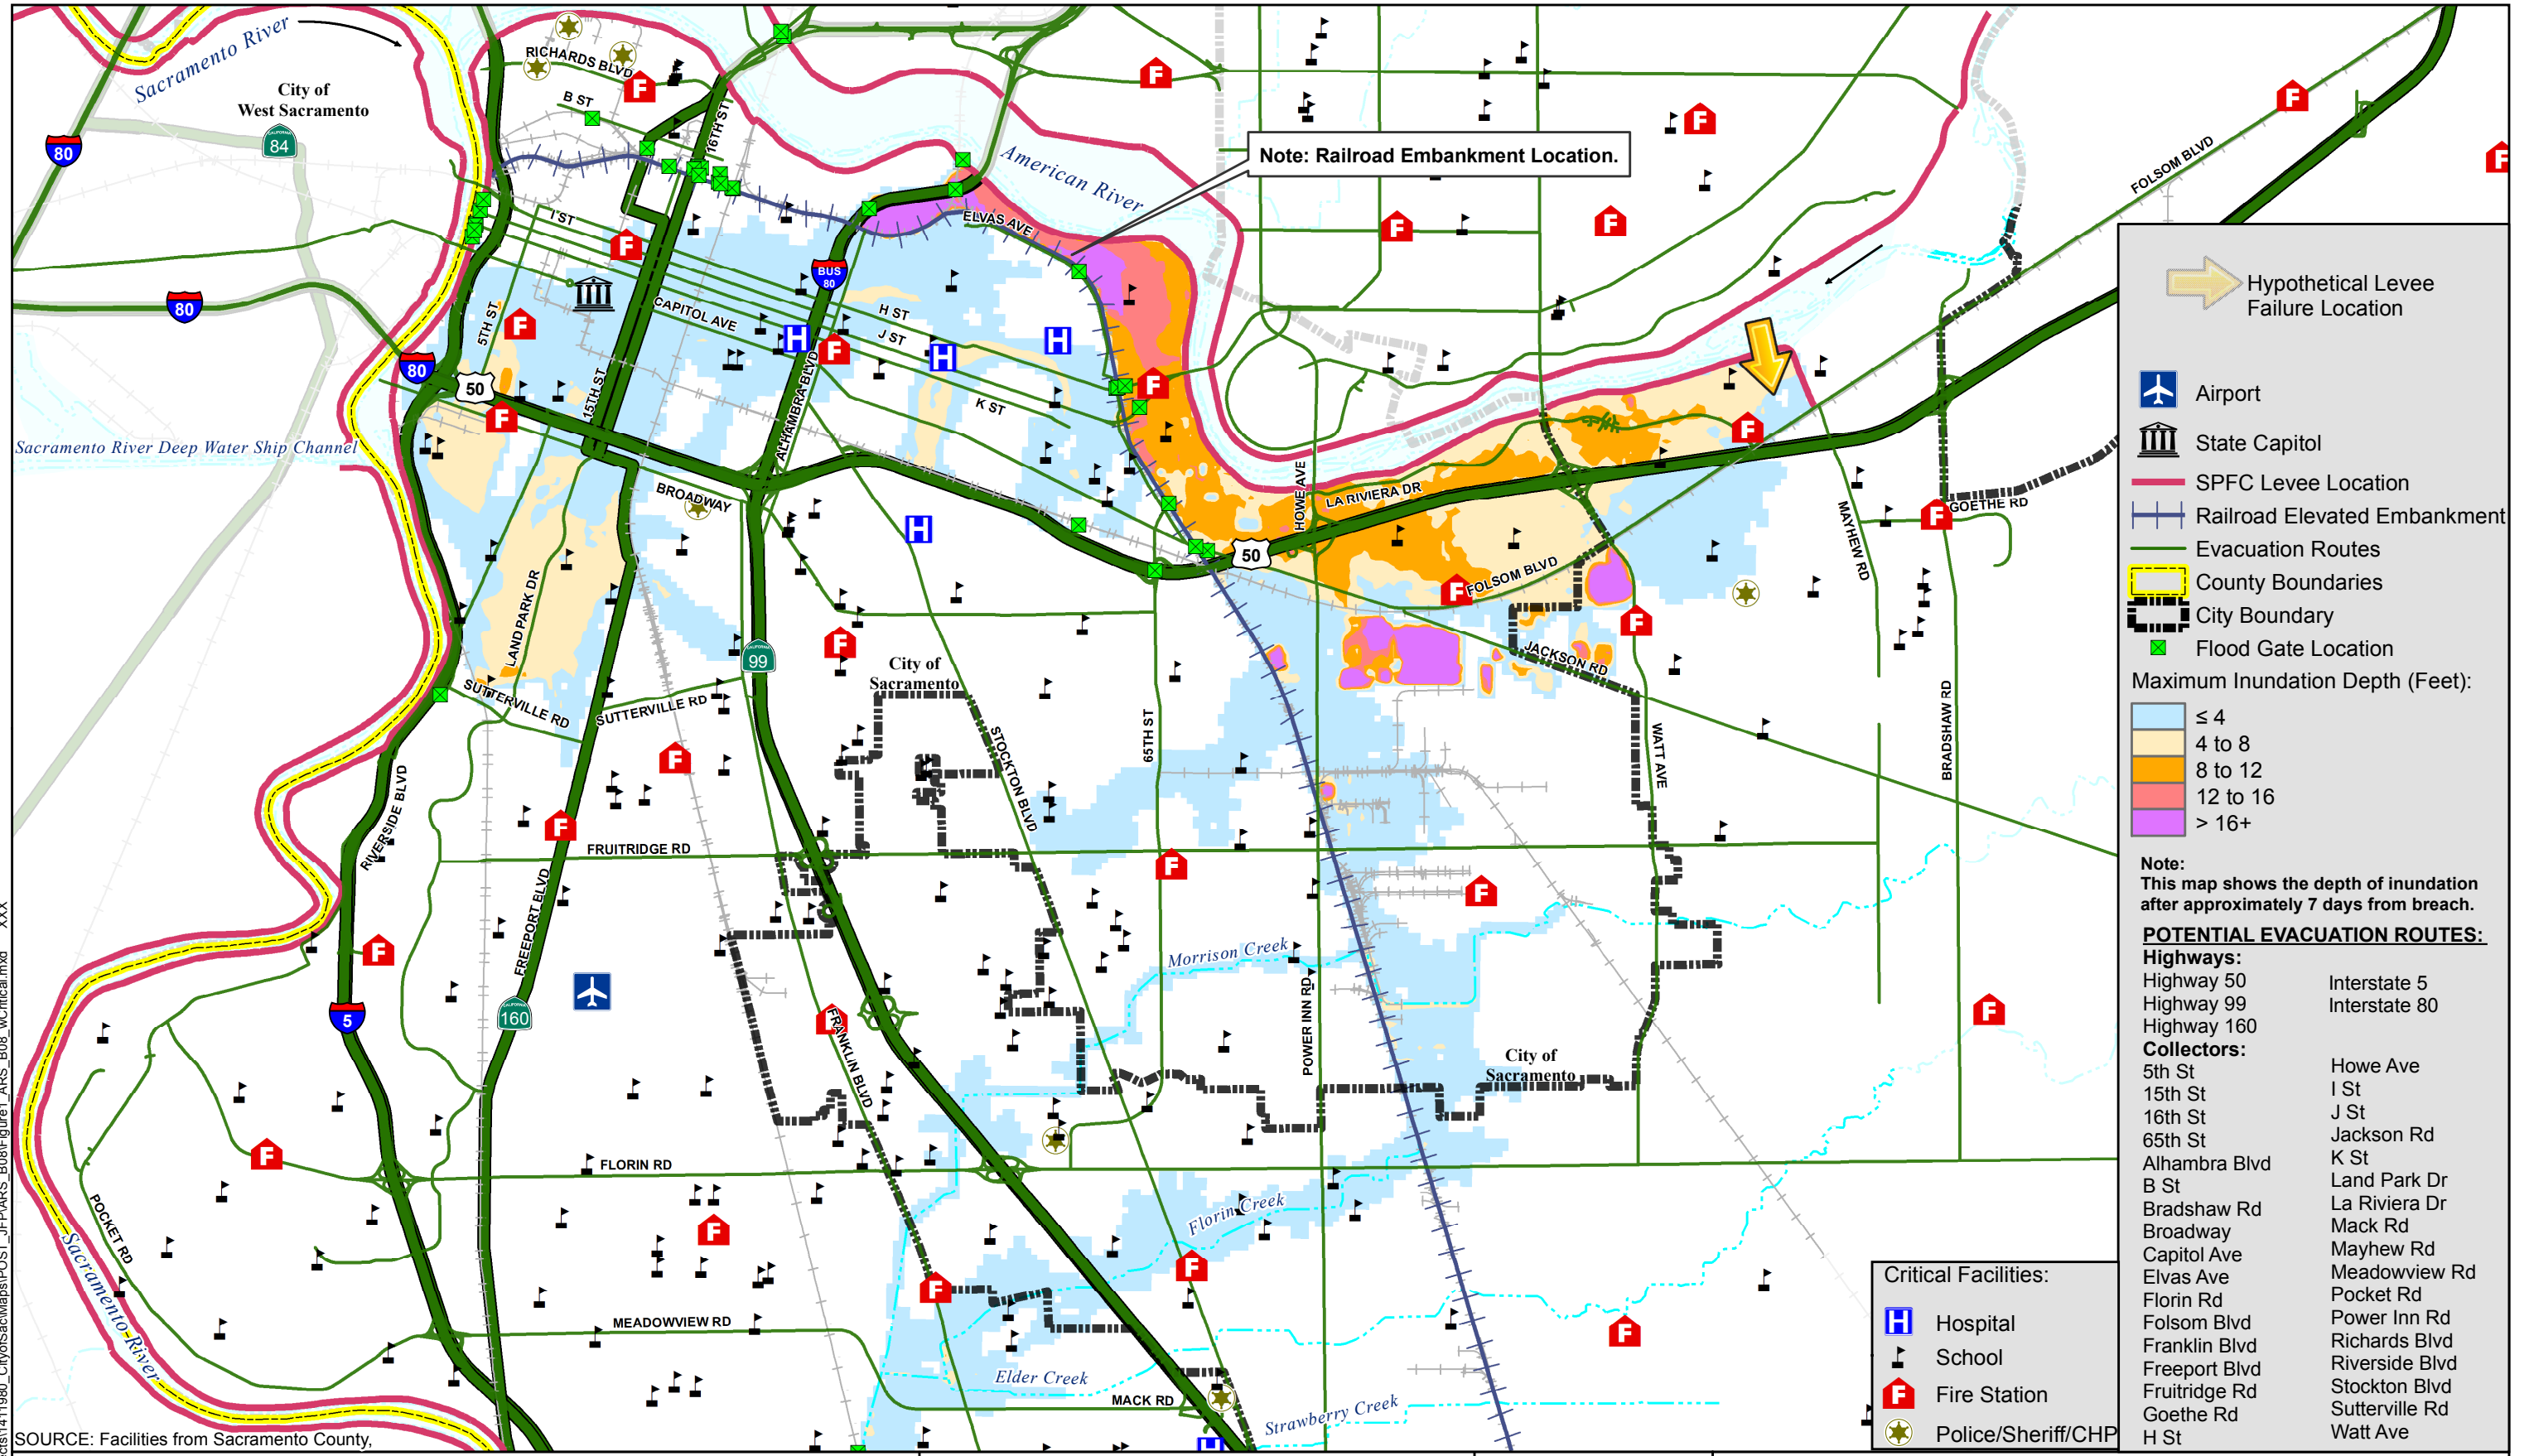 Sacramento River
City of
West Sacramento
84
80
80
80
RICHARDS BLVD
B ST
16TH ST
I ST
American River
Note: Railroad Embankment Location.
ELVAS AVE
BUS
80
5TH ST
CAPITOL AVE
H ST
J ST
K ST
15TH ST
ALHAMBRA BLVD
50
Sacramento River Deep Water Ship Channel
BROADWAY
HOWE AVE
LA RIVIERA DR
50
FOLSOM BLVD
FOLSOM BLVD
MAYHEW RD
GOETHE RD
LAND PARK DR
CALIFORNIA
99
City of
Sacramento
JACKSON RD
SUTTERVILLE RD
SUTTERVILLE RD
STOCKTON BLVD
65TH ST
WATT AVE
BRADSHAW RD
RIVERSIDE BLVD
FRUITRIDGE RD
FREEPORT BLVD
Morrison Creek
POWER INN RD
5
CALIFORNIA
160
FRANKLIN BLVD
City of
Sacramento
FLORIN RD
POCKET RD
Sacramento River
Florin Creek
MEADOWVIEW RD
Elder Creek
MACK RD
Strawberry Creek
SOURCE: Facilities from Sacramento County,
Hypothetical Levee
Failure Location
Airport
State Capitol
SPFC Levee Location
Railroad Elevated Embankment
Evacuation Routes
County Boundaries
City Boundary
Flood Gate Location
Maximum Inundation Depth (Feet):
≤ 4
4 to 8
8 to 12
12 to 16
> 16+
Note:
This map shows the depth of inundation
after approximately 7 days from breach.
POTENTIAL EVACUATION ROUTES:
Highways:
Highway 50
Highway 99
Highway 160
Interstate 5
Interstate 80
Collectors:
5th St
15th St
16th St
65th St
Alhambra Blvd
B St
Bradshaw Rd
Broadway
Capitol Ave
Elvas Ave
Florin Rd
Folsom Blvd
Franklin Blvd
Freeport Blvd
Fruitridge Rd
Goethe Rd
H St
Howe Ave
I St
J St
Jackson Rd
K St
Land Park Dr
La Riviera Dr
Mack Rd
Mayhew Rd
Meadowview Rd
Pocket Rd
Power Inn Rd
Richards Blvd
Riverside Blvd
Stockton Blvd
Sutterville Rd
Watt Ave
Critical Facilities:
H Hospital
School
F Fire Station
Police/Sheriff/CHP